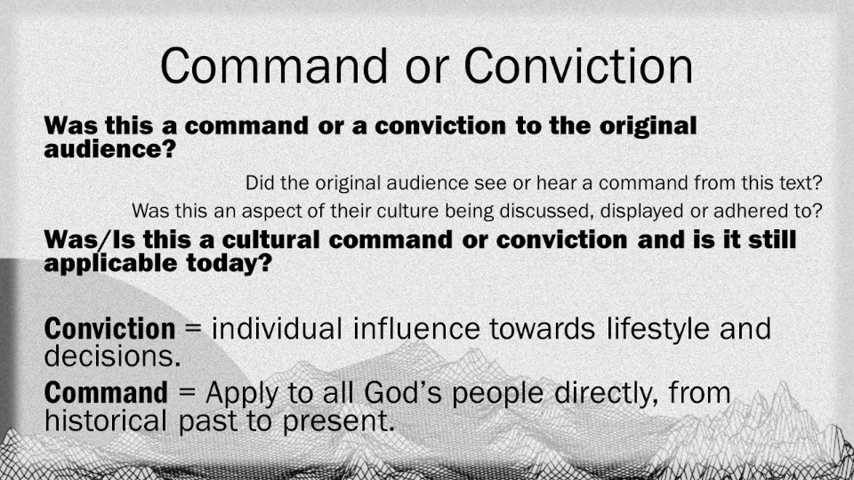 Command or Conviction
Was this a command or a conviction to the original
audience?
Did the original audience see or hear a command from this text?
Was this an aspect of their culture being discussed, displayed or adhered to?
Was/Is this a cultural command or conviction and is it still
applicable today?
Conviction = individual influence towards lifestyle and
decisions.
Command = Apply to all God’s people directly, from
historical past to present.